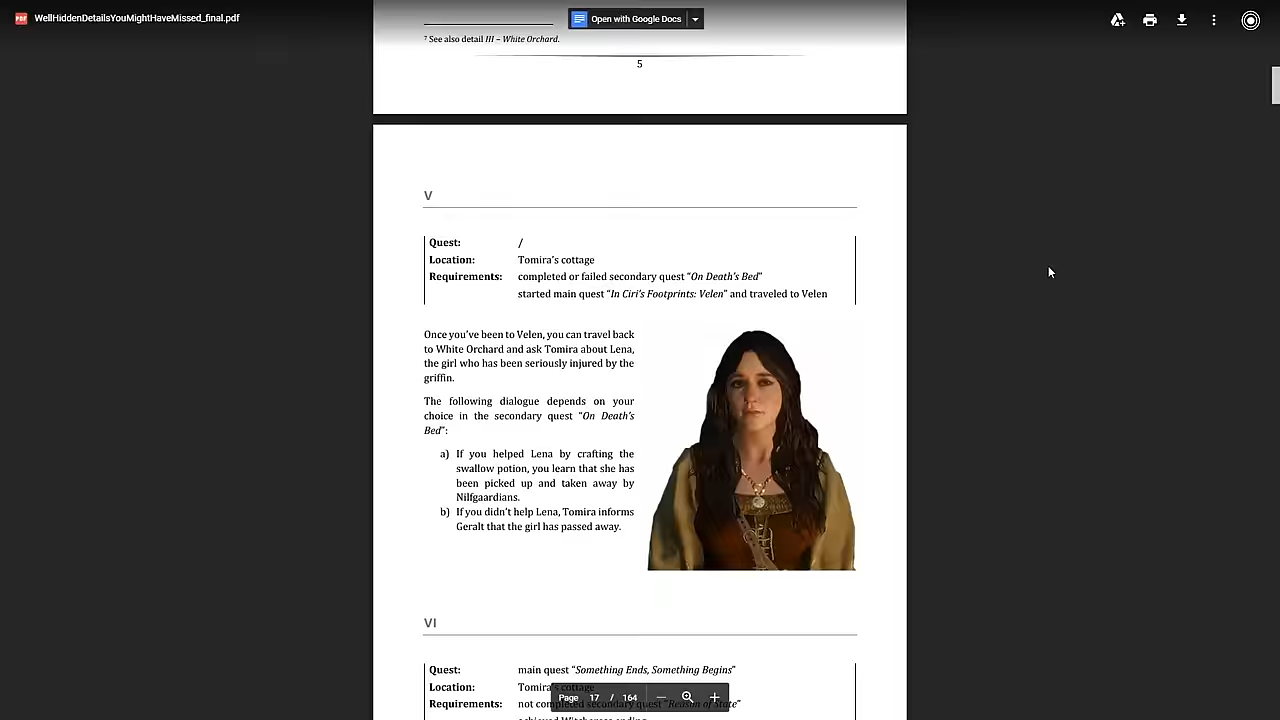 WellHiddenDetailsYouMightHaveMissed_final.pdf
Open with Google Docs
⁷ See also detail III – White Orchard.
5
V
Quest: /
Location: Tomira's cottage
Requirements: completed or failed secondary quest "On Death's Bed"
started main quest "In Ciri's Footprints: Velen" and traveled to Velen
Once you've been to Velen, you can travel back
to White Orchard and ask Tomira about Lena,
the girl who has been seriously injured by the
griffin.
The following dialogue depends on your
choice in the secondary quest "On Death's
Bed":
a) If you helped Lena by crafting the
swallow potion, you learn that she has
been picked up and taken away by
Nilfgaardians.
b) If you didn't help Lena, Tomira informs
Geralt that the girl has passed away.
VI
Quest: main quest "Something Ends, Something Begins"
Location: Tomira's cottage
Requirements: not completed secondary quest "Reason of State"
Page 17 / 164